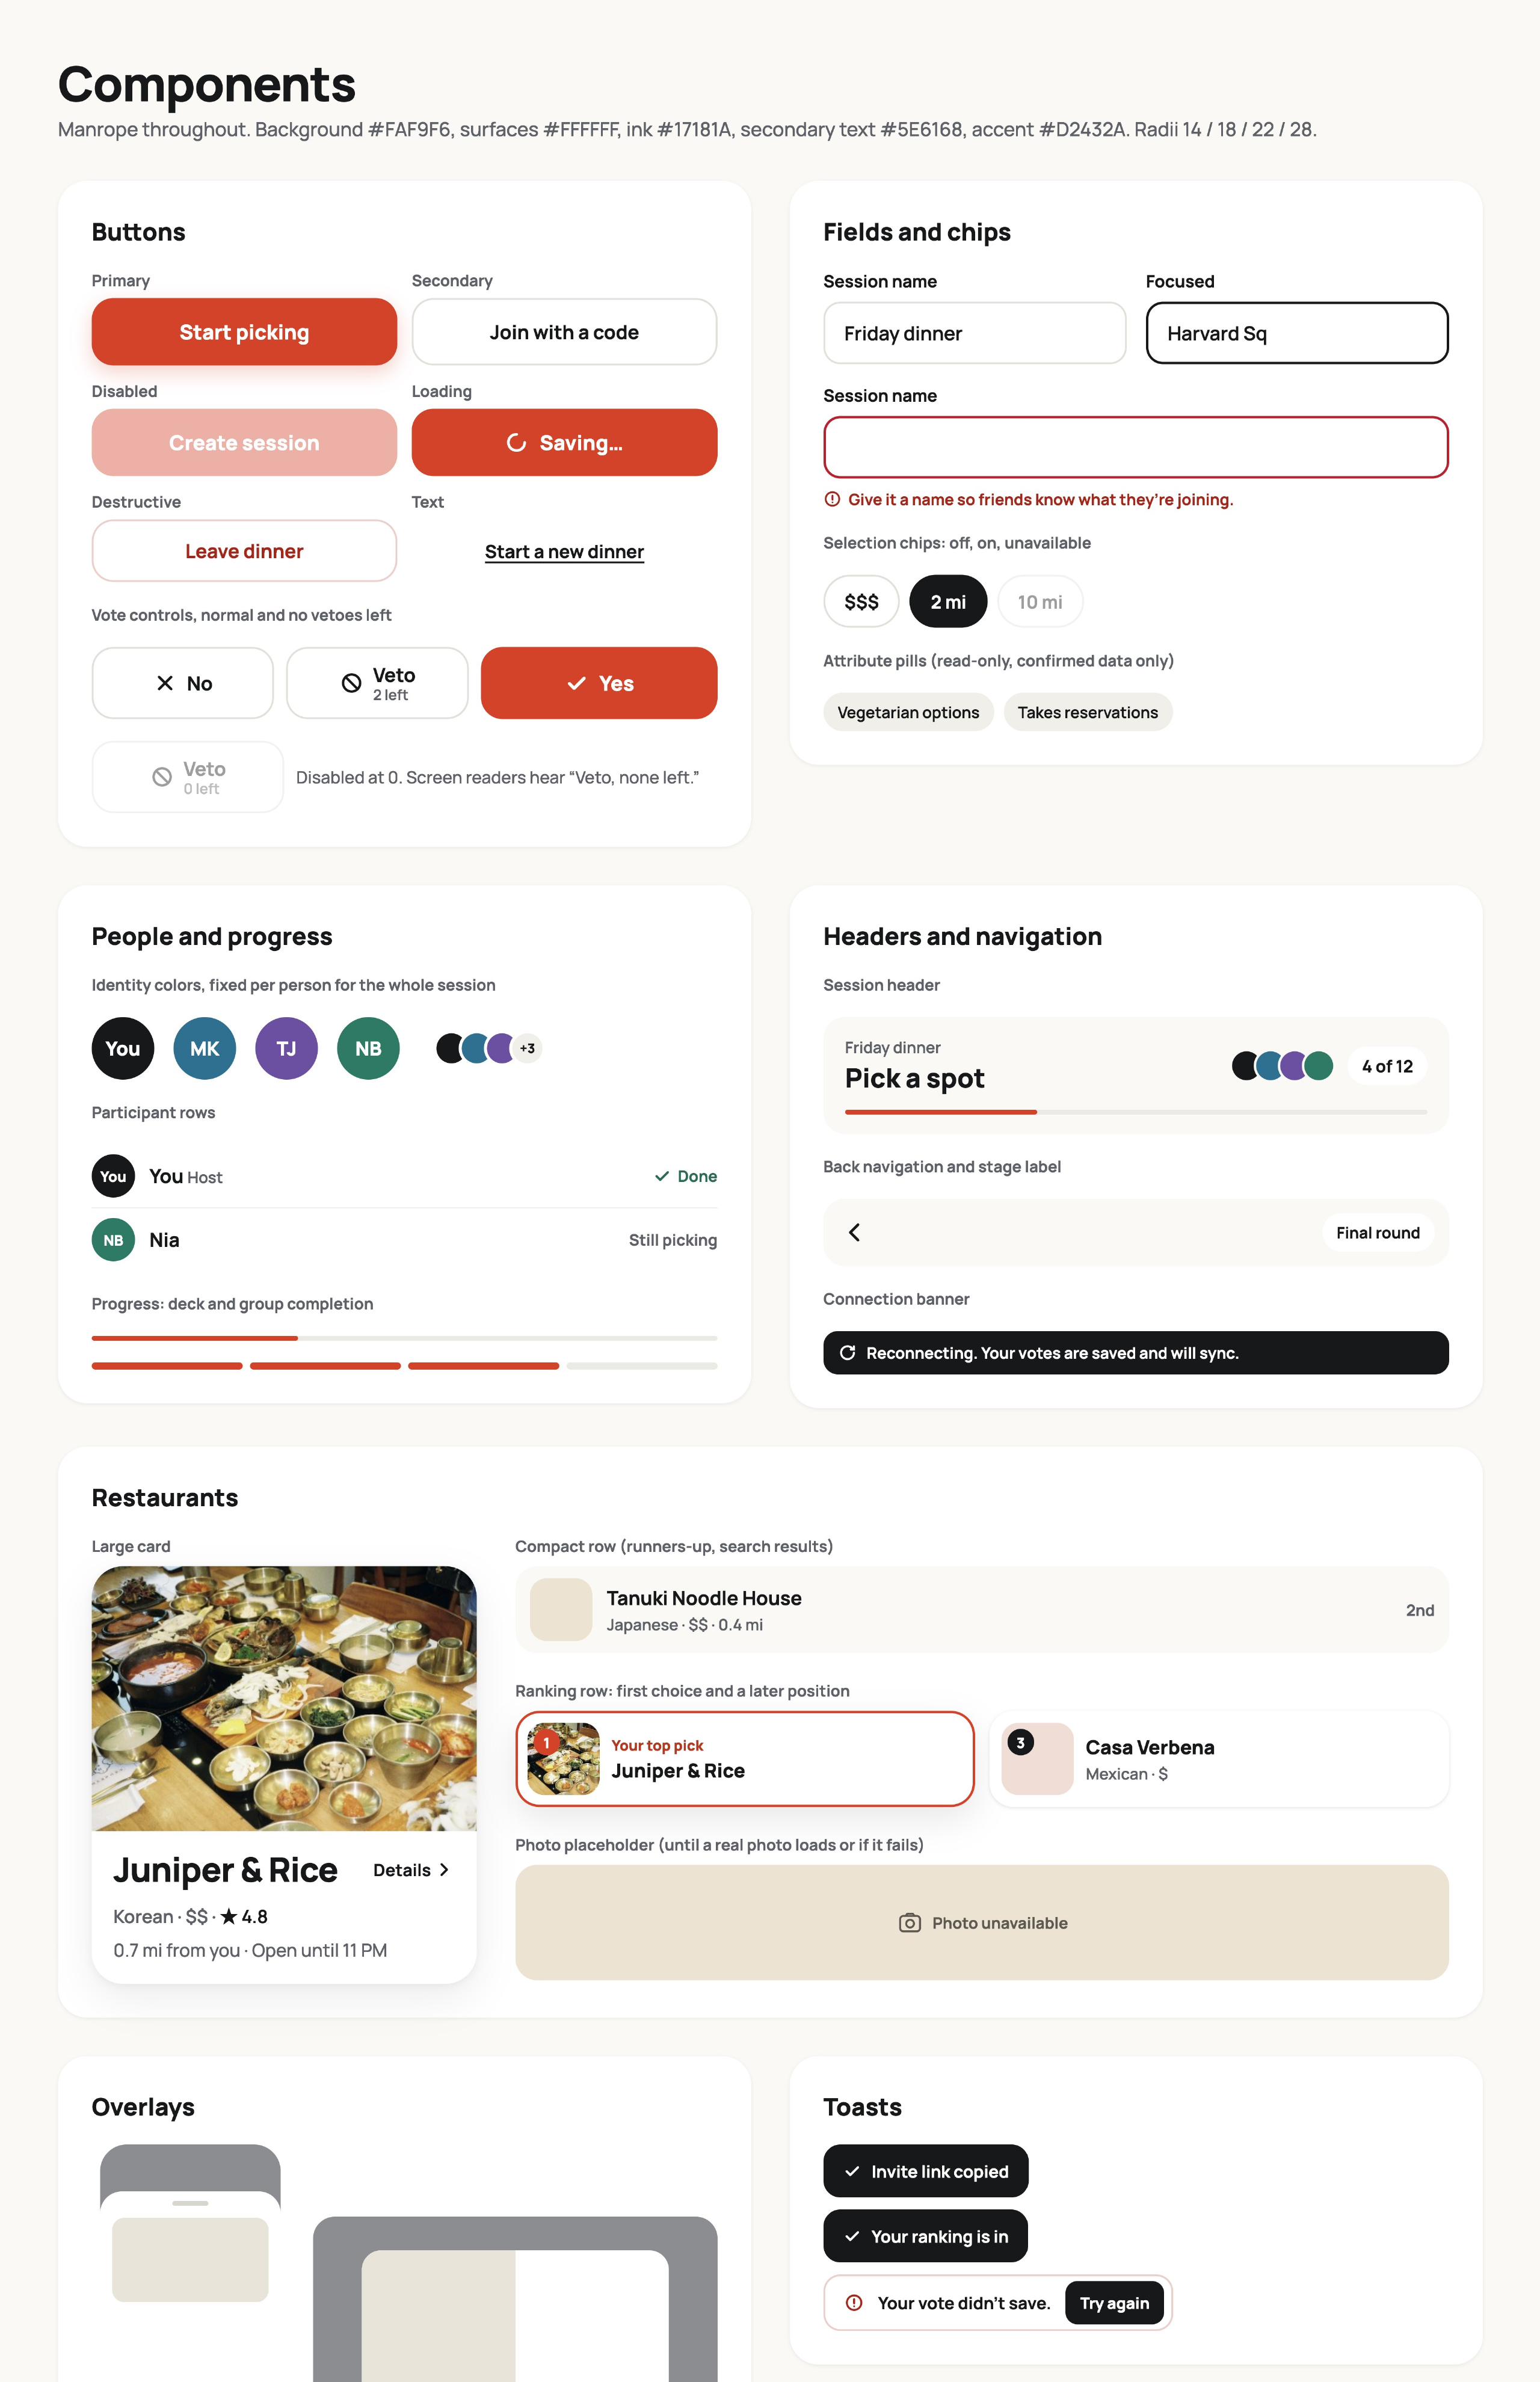 Components
Manrope throughout. Background #FAF9F6, surfaces #FFFFFF, ink #17181A, secondary text #5E6168, accent #D2432A. Radii 14 / 18 / 22 / 28.
Buttons
Primary
Secondary
Start picking
Join with a code
Disabled
Loading
Create session
Saving…
Destructive
Text
Leave dinner
Start a new dinner
Vote controls, normal and no vetoes left
No
Veto
2 left
Yes
Veto
0 left
Disabled at 0. Screen readers hear “Veto, none left.”
Fields and chips
Session name
Focused
Friday dinner
Harvard Sq
Session name
Give it a name so friends know what they’re joining.
Selection chips: off, on, unavailable
$$$
2 mi
10 mi
Attribute pills (read-only, confirmed data only)
Vegetarian options
Takes reservations
People and progress
Identity colors, fixed per person for the whole session
You
MK
TJ
NB
+3
Participant rows
You
You Host
Done
NB
Nia
Still picking
Progress: deck and group completion
Headers and navigation
Session header
Friday dinner
Pick a spot
4 of 12
Back navigation and stage label
Final round
Connection banner
Reconnecting. Your votes are saved and will sync.
Restaurants
Large card
Juniper & Rice
Details
Korean · $$ · ★ 4.8
0.7 mi from you · Open until 11 PM
Compact row (runners-up, search results)
Tanuki Noodle House
Japanese · $$ · 0.4 mi
2nd
Ranking row: first choice and a later position
1
Your top pick
Juniper & Rice
3
Casa Verbena
Mexican · $
Photo placeholder (until a real photo loads or if it fails)
Photo unavailable
Overlays
Toasts
Invite link copied
Your ranking is in
Your vote didn’t save.
Try again